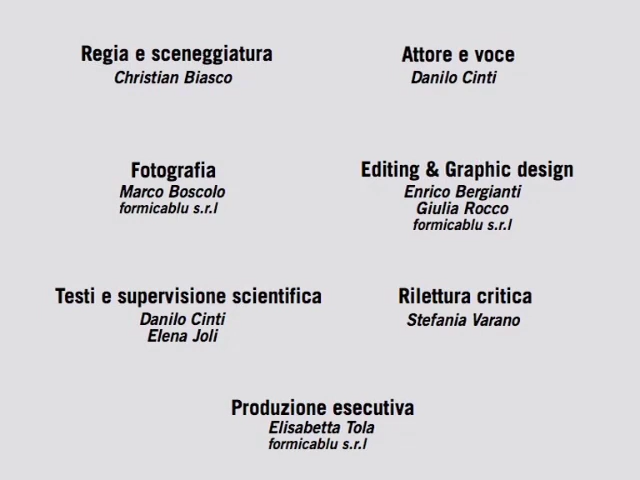 Regia e sceneggiatura
Christian Biasco
Attore e voce
Danilo Cinti
Fotografia
Marco Boscolo
formicablu s.r.l
Editing & Graphic design
Enrico Bergianti
Giulia Rocco
formicablu s.r.l
Testi e supervisione scientifica
Danilo Cinti
Elena Joli
Rilettura critica
Stefania Varano
Produzione esecutiva
Elisabetta Tola
formicablu s.r.l